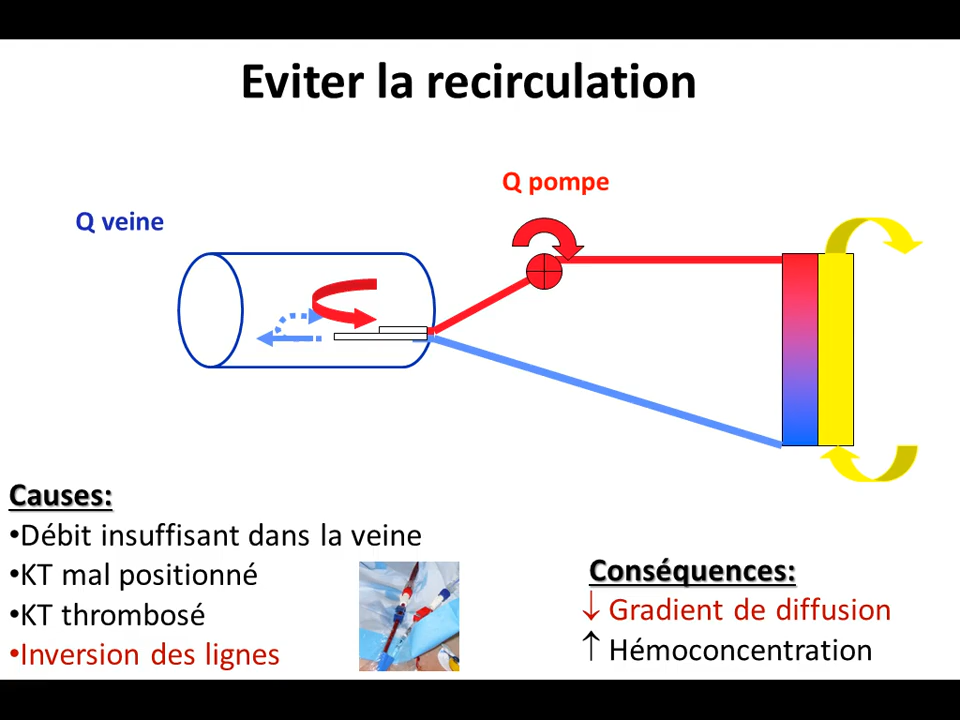 Eviter la recirculation
Q pompe
Q veine
Causes:
•Débit insuffisant dans la veine
•KT mal positionné
•KT thrombosé
•Inversion des lignes
Conséquences:
↓ Gradient de diffusion
↑ Hémoconcentration